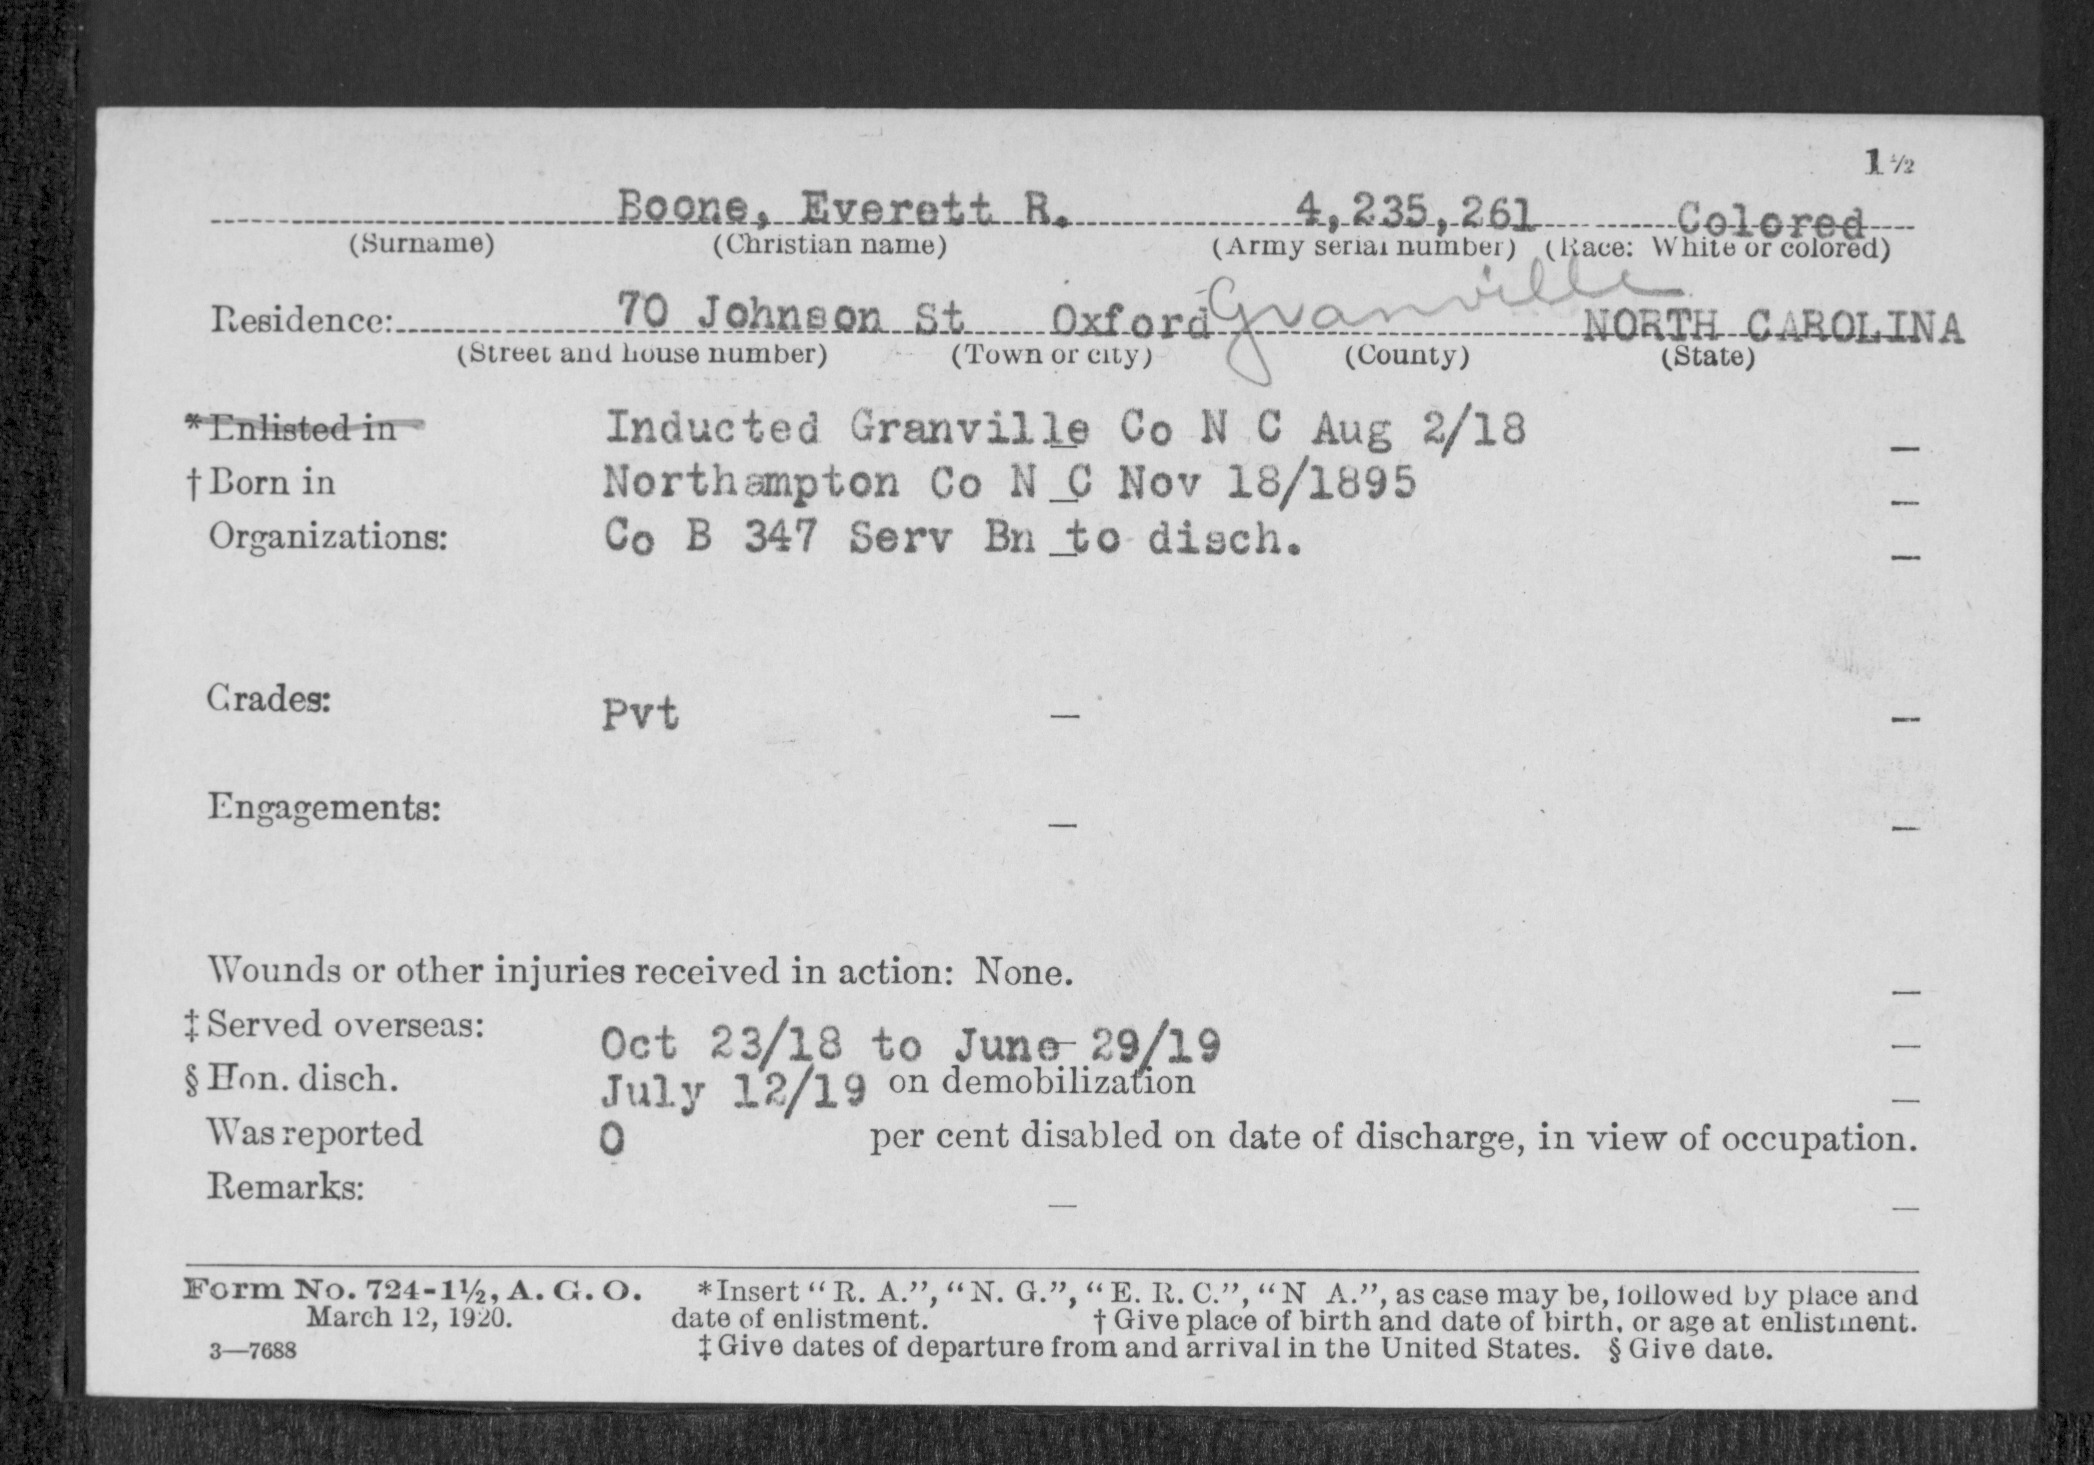 1 ½
Boone, Everett R. 4,235,261 Colored
(Surname) (Christian name) (Army serial number) (Race: White or colored)
Residence: 70 Johnson St Oxford Granville NORTH CAROLINA
(Street and house number) (Town or city) (County) (State)
*Enlisted in Inducted Granville Co N C Aug 2/18 _
†Born in Northampton Co N_C Nov 18/1895 _
Organizations: Co B 347 Serv Bn _to disch. _
Grades: Pvt _ _
Engagements: _ _
Wounds or other injuries received in action: None. _
‡Served overseas: Oct 23/18 to June 29/19 _
§Hon. disch. July 12/19 on demobilization _
Was reported 0 per cent disabled on date of discharge, in view of occupation.
Remarks: _ _
Form No. 724-1½, A. G. O. *Insert "R. A.", "N. G.", "E. R. C.", "N A.", as case may be, followed by place and
March 12, 1920. date of enlistment. †Give place of birth and date of birth, or age at enlistment.
3—7688 ‡Give dates of departure from and arrival in the United States. §Give date.